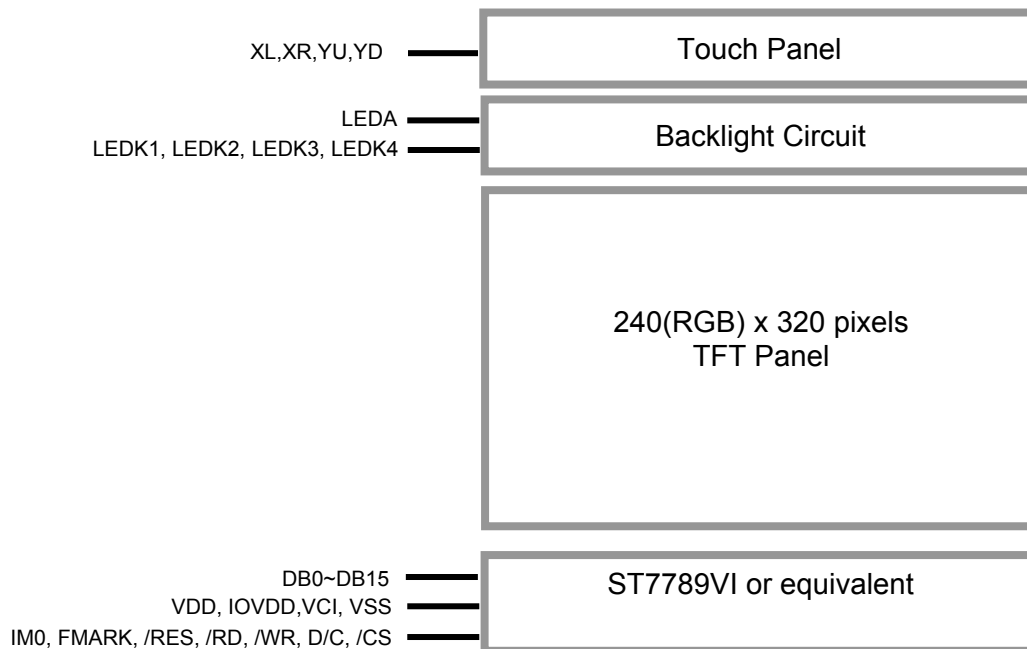 XL,XR,YU,YD
Touch Panel
LEDA
LEDK1, LEDK2, LEDK3, LEDK4
Backlight Circuit
240(RGB) x 320 pixels
TFT Panel
DB0~DB15
VDD, IOVDD,VCI, VSS
IM0, FMARK, /RES, /RD, /WR, D/C, /CS
ST7789VI or equivalent